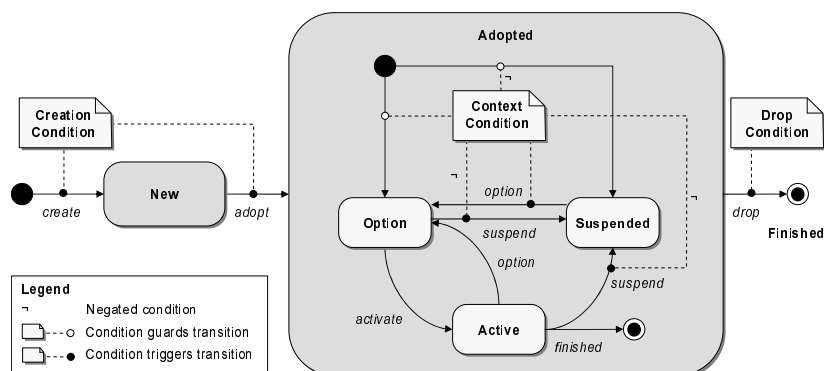 Adopted
¬
Creation
Condition
Context
Condition
Drop
Condition
¬
New
option
¬
create
adopt
drop
Option
suspend
Suspended
Finished
option
suspend
Legend
¬ Negated condition
Condition guards transition
Condition triggers transition
activate
Active
finished